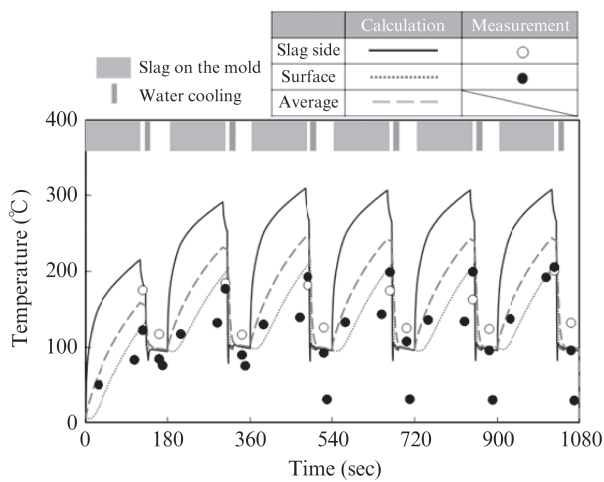 Calculation Measurement
Slag side
Surface
Average
Slag on the mold
Water cooling
400
300
200
100
0
Temperature (℃)
0 180 360 540 720 900 1080
Time (sec)